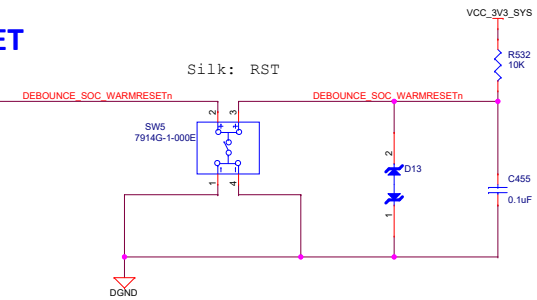 VCC_3V3_SYS
ET
R532
10K
Silk: RST
DEBOUNCE_SOC_WARMRESETn
DEBOUNCE_SOC_WARMRESETn
2
3
SW5
7914G-1-000E
1
4
2
D13
1
C455
0.1uF
DGND